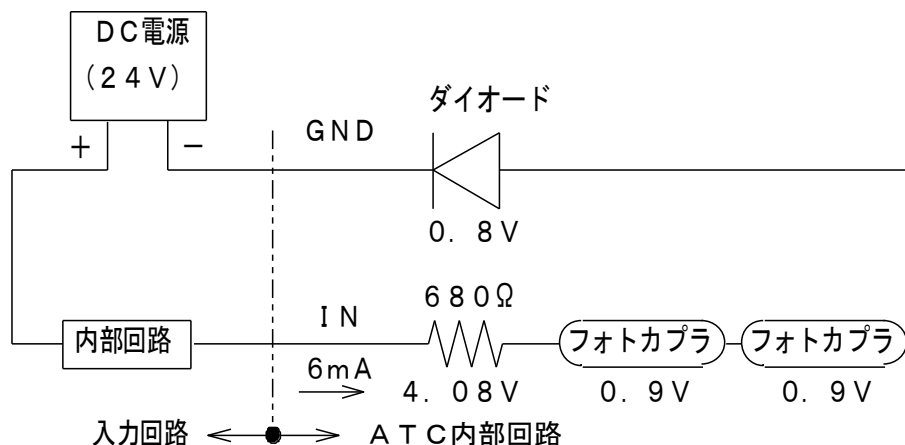 DC電源
(24V)
+
−
GND
ダイオード
0.8V
内部回路
IN
6mA
680Ω
4.08V
フォトカプラ
0.9V
フォトカプラ
0.9V
入力回路
ATC内部回路